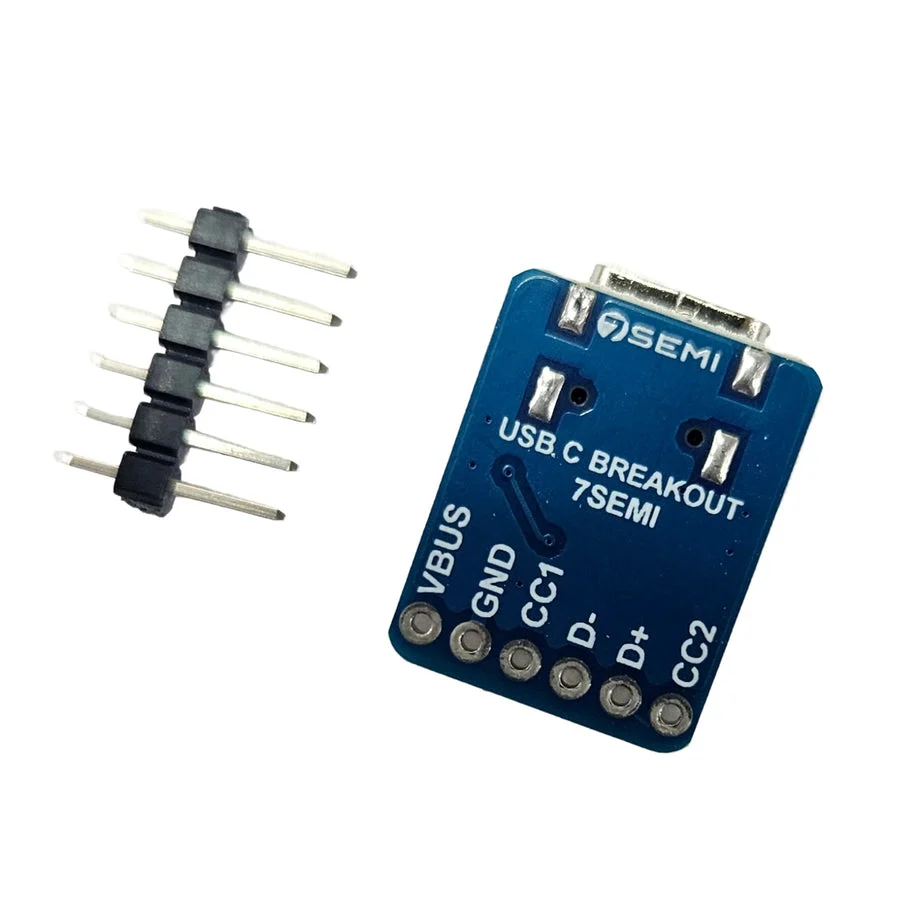 7SEMI
USB C BREAKOUT
7SEMI
VBUS
GND
CC1
D-
D+
CC2